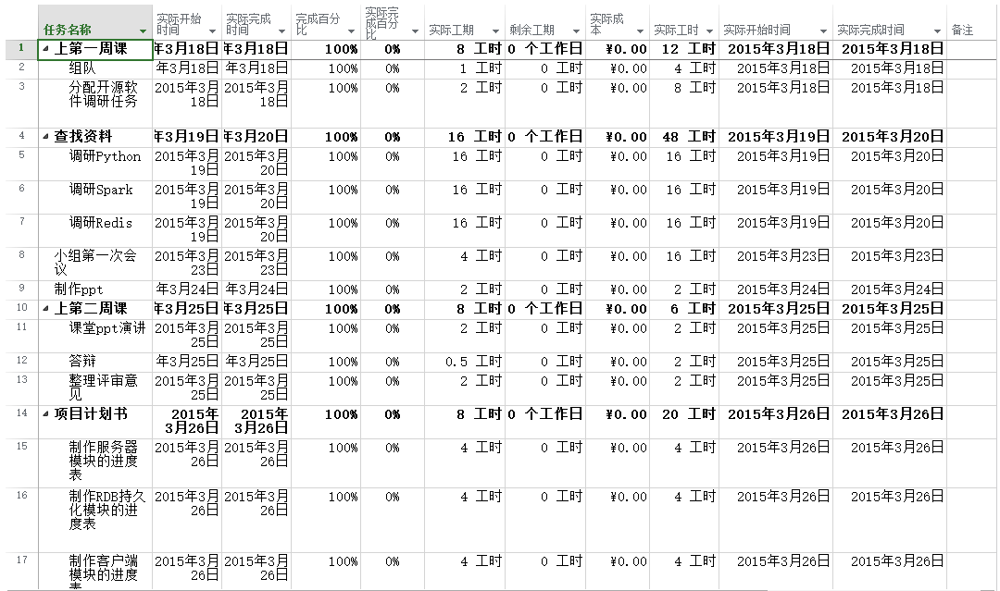 任务名称 实际开始时间 实际完成时间 完成百分比 实际完成百分比 实际工期 剩余工期 实际成本 实际工时 实际开始时间 实际完成时间 备注
1 上第一周课 年3月18日 年3月18日 100% 0% 8 工时 0 个工作日 ¥0.00 12 工时 2015年3月18日 2015年3月18日
2 组队 年3月18日 年3月18日 100% 0% 1 工时 0 工时 ¥0.00 4 工时 2015年3月18日 2015年3月18日
3 分配开源软件调研任务 2015年3月18日 2015年3月18日 100% 0% 2 工时 0 工时 ¥0.00 8 工时 2015年3月18日 2015年3月18日
4 查找资料 年3月19日 年3月20日 100% 0% 16 工时 0 个工作日 ¥0.00 48 工时 2015年3月19日 2015年3月20日
5 调研Python 2015年3月19日 2015年3月20日 100% 0% 16 工时 0 工时 ¥0.00 16 工时 2015年3月19日 2015年3月20日
6 调研Spark 2015年3月19日 2015年3月20日 100% 0% 16 工时 0 工时 ¥0.00 16 工时 2015年3月19日 2015年3月20日
7 调研Redis 2015年3月19日 2015年3月20日 100% 0% 16 工时 0 工时 ¥0.00 16 工时 2015年3月19日 2015年3月20日
8 小组第一次会议 2015年3月23日 2015年3月23日 100% 0% 4 工时 0 工时 ¥0.00 16 工时 2015年3月23日 2015年3月23日
9 制作ppt 年3月24日 年3月24日 100% 0% 2 工时 0 工时 ¥0.00 2 工时 2015年3月24日 2015年3月24日
10 上第二周课 年3月25日 年3月25日 100% 0% 8 工时 0 个工作日 ¥0.00 6 工时 2015年3月25日 2015年3月25日
11 课堂ppt演讲 2015年3月25日 2015年3月25日 100% 0% 2 工时 0 工时 ¥0.00 2 工时 2015年3月25日 2015年3月25日
12 答辩 年3月25日 年3月25日 100% 0% 0.5 工时 0 工时 ¥0.00 2 工时 2015年3月25日 2015年3月25日
13 整理评审意见 2015年3月25日 2015年3月25日 100% 0% 2 工时 0 工时 ¥0.00 2 工时 2015年3月25日 2015年3月25日
14 项目计划书 2015年3月26日 2015年3月26日 100% 0% 8 工时 0 个工作日 ¥0.00 20 工时 2015年3月26日 2015年3月26日
15 制作服务器模块的进度表 2015年3月26日 2015年3月26日 100% 0% 4 工时 0 工时 ¥0.00 4 工时 2015年3月26日 2015年3月26日
16 制作RDB持久化模块的进度表 2015年3月26日 2015年3月26日 100% 0% 4 工时 0 工时 ¥0.00 4 工时 2015年3月26日 2015年3月26日
17 制作客户端模块的进度表 2015年3月26日 2015年3月26日 100% 0% 4 工时 0 工时 ¥0.00 4 工时 2015年3月26日 2015年3月26日